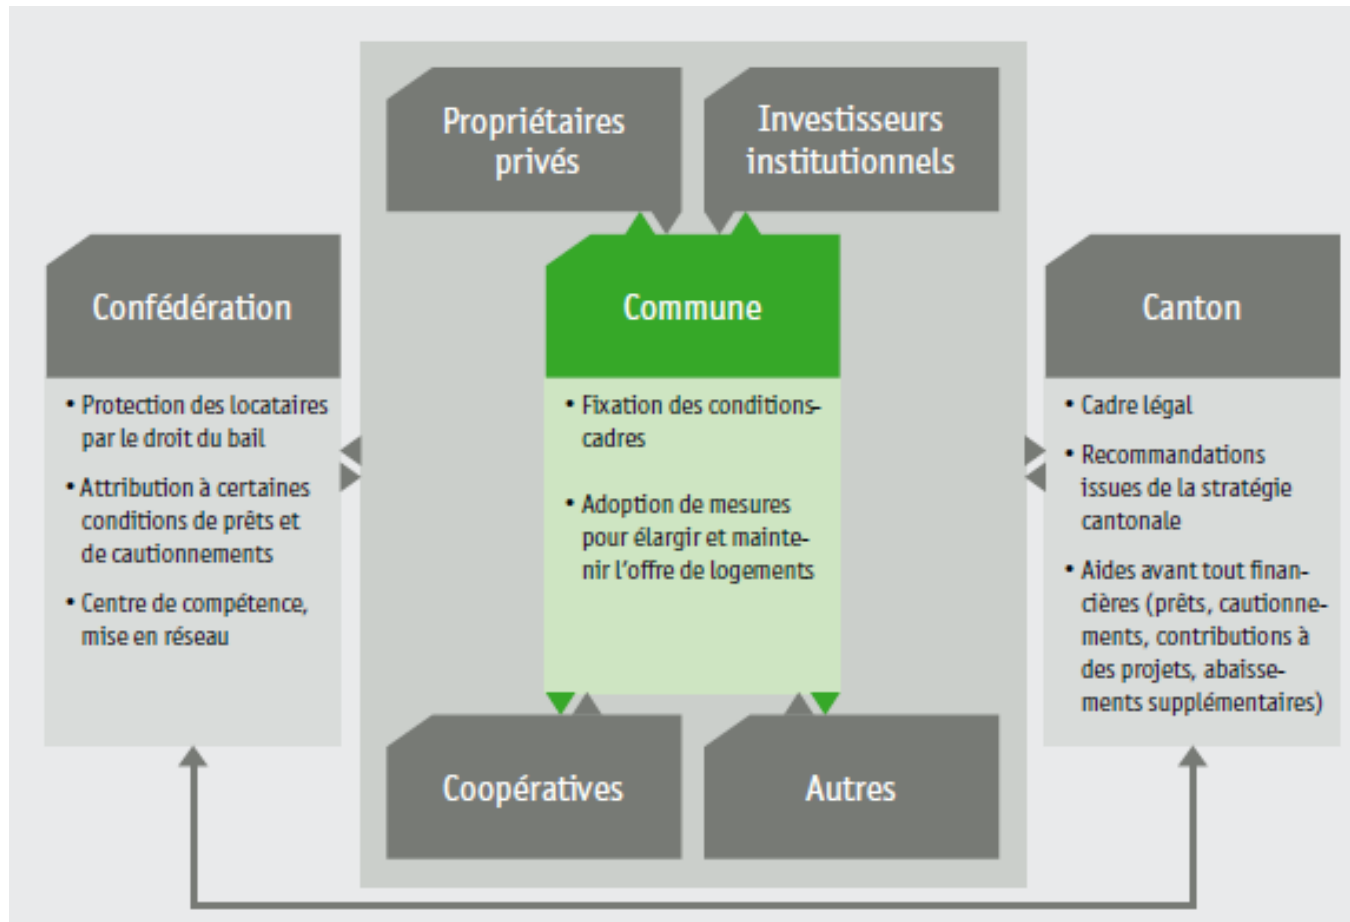 Propriétaires
privés
Investisseurs
institutionnels
Confédération
• Protection des locataires
par le droit du bail
• Attribution à certaines
conditions de prêts et
de cautionnements
• Centre de compétence,
mise en réseau
Commune
• Fixation des conditions-
cadres
• Adoption de mesures
pour élargir et mainte-
nir l'offre de logements
Canton
• Cadre légal
• Recommandations
issues de la stratégie
cantonale
• Aides avant tout finan-
cières (prêts, cautionne-
ments, contributions à
des projets, abaisse-
ments supplémentaires)
Coopératives
Autres